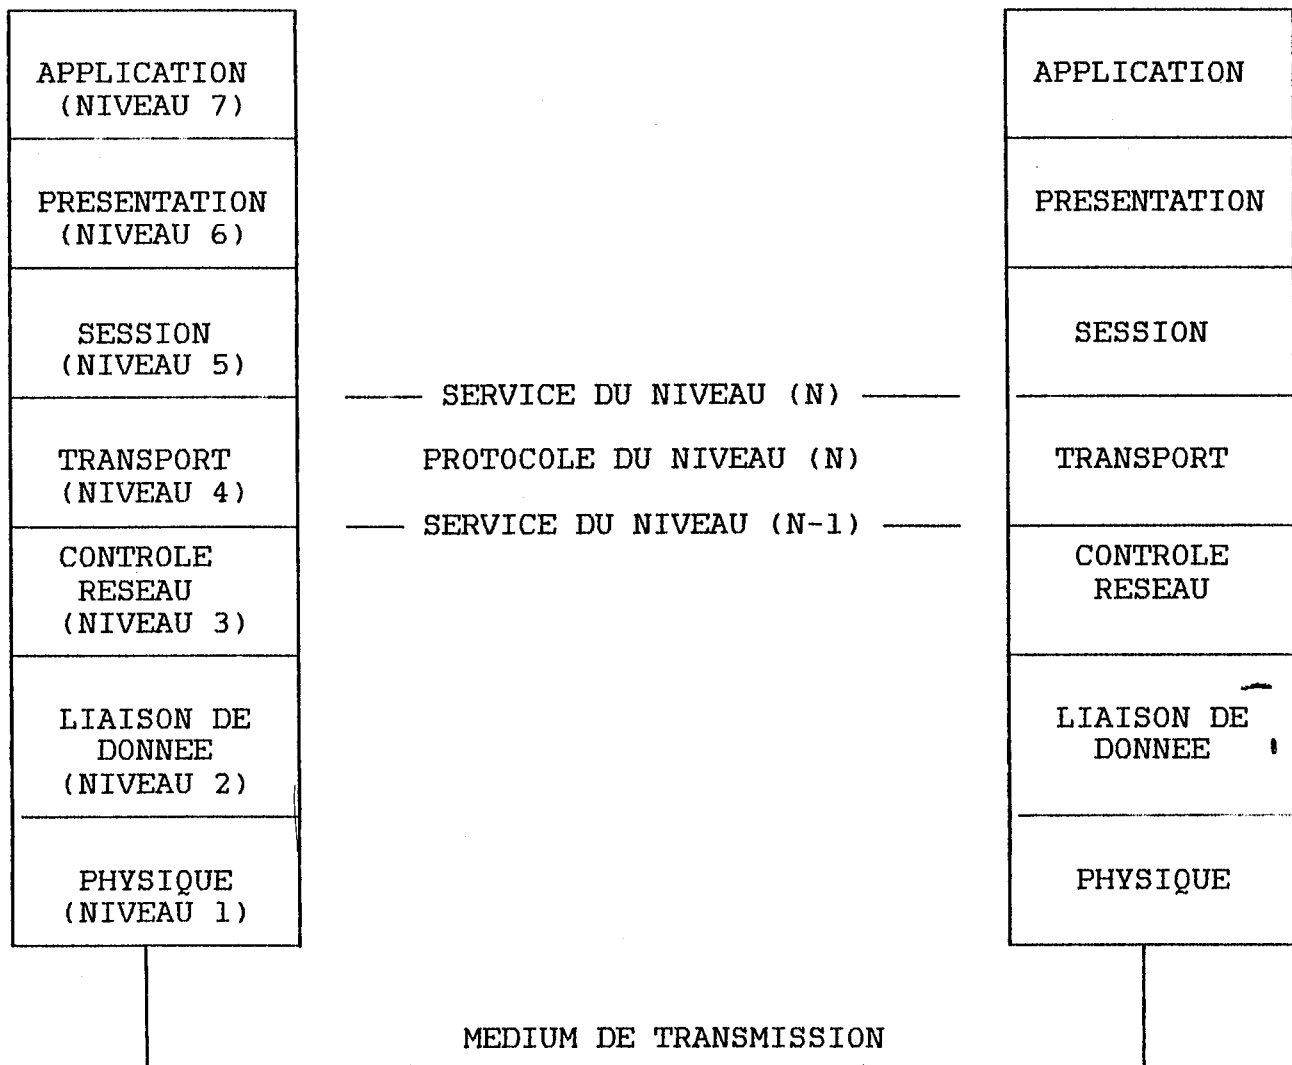 APPLICATION
(NIVEAU 7)
PRESENTATION
(NIVEAU 6)
SESSION
(NIVEAU 5)
TRANSPORT
(NIVEAU 4)
CONTROLE
RESEAU
(NIVEAU 3)
LIAISON DE
DONNEE
(NIVEAU 2)
PHYSIQUE
(NIVEAU 1)
SERVICE DU NIVEAU (N)
PROTOCOLE DU NIVEAU (N)
SERVICE DU NIVEAU (N-1)
APPLICATION
PRESENTATION
SESSION
TRANSPORT
CONTROLE
RESEAU
LIAISON DE
DONNEE
PHYSIQUE
MEDIUM DE TRANSMISSION